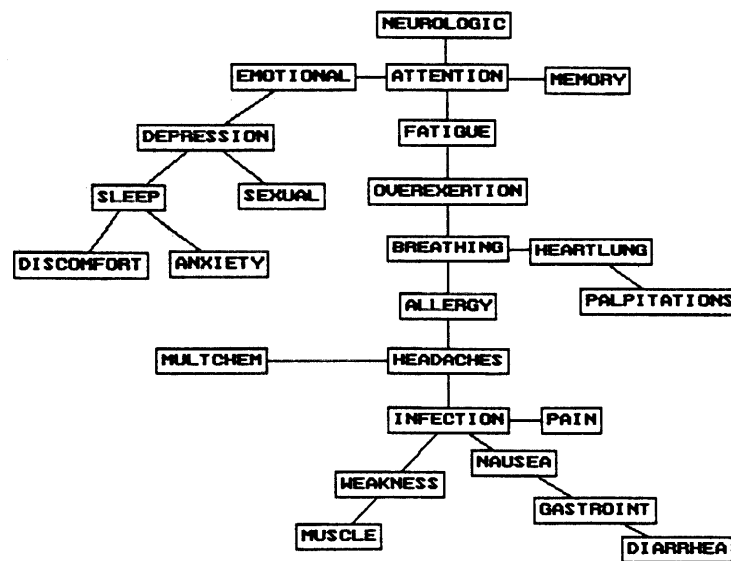 NEUROLOGIC
EMOTIONAL ATTENTION MEMORY
DEPRESSION FATIGUE
SLEEP SEXUAL OVEREXERTION
DISCOMFORT ANXIETY BREATHING HEARTLUNG
ALLERGY PALPITATIONS
MULTCHEM HEADACHES
INFECTION PAIN
NAUSEA
WEAKNESS
GASTROINT
MUSCLE
DIARRHEA